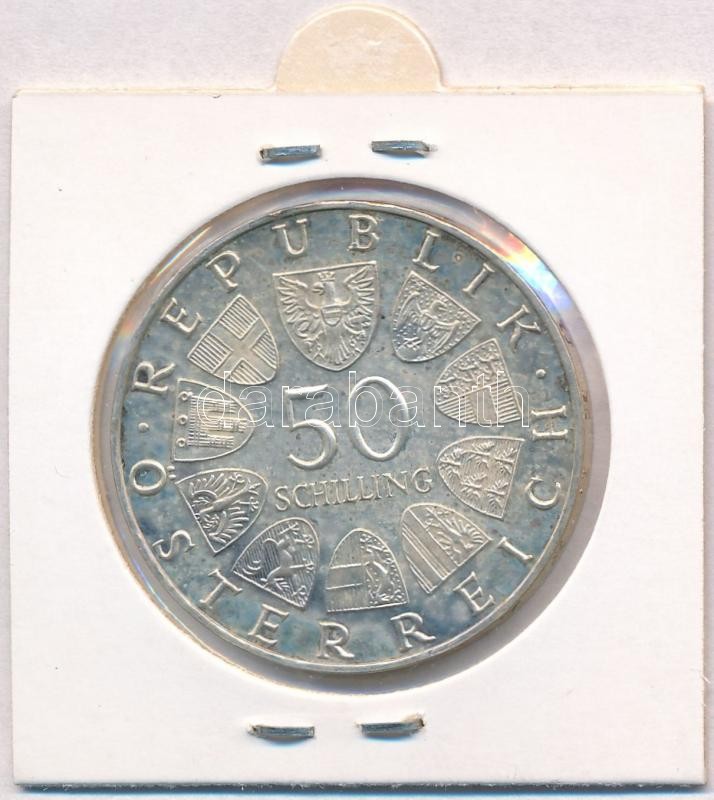 REPUBLIK · ÖSTERREICH ·
50
SCHILLING
darabanth